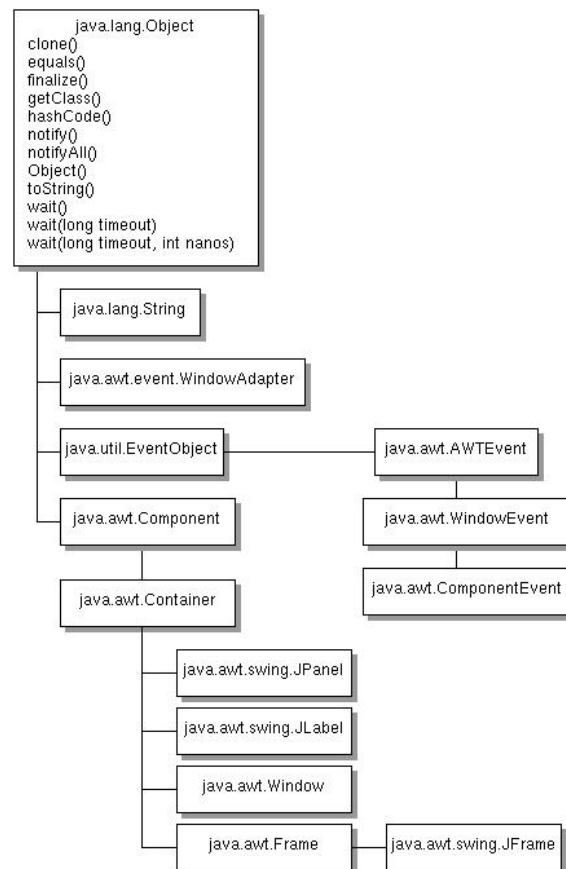 java.lang.Object
clone()
equals()
finalize()
getClass()
hashCode()
notify()
notifyAll()
Object()
toString()
wait()
wait(long timeout)
wait(long timeout, int nanos)
java.lang.String
java.awt.event.WindowAdapter
java.util.EventObject
java.awt.AWTEvent
java.awt.Component
java.awt.WindowEvent
java.awt.Container
java.awt.ComponentEvent
java.awt.swing.JPanel
java.awt.swing.JLabel
java.awt.Window
java.awt.Frame
java.awt.swing.JFrame